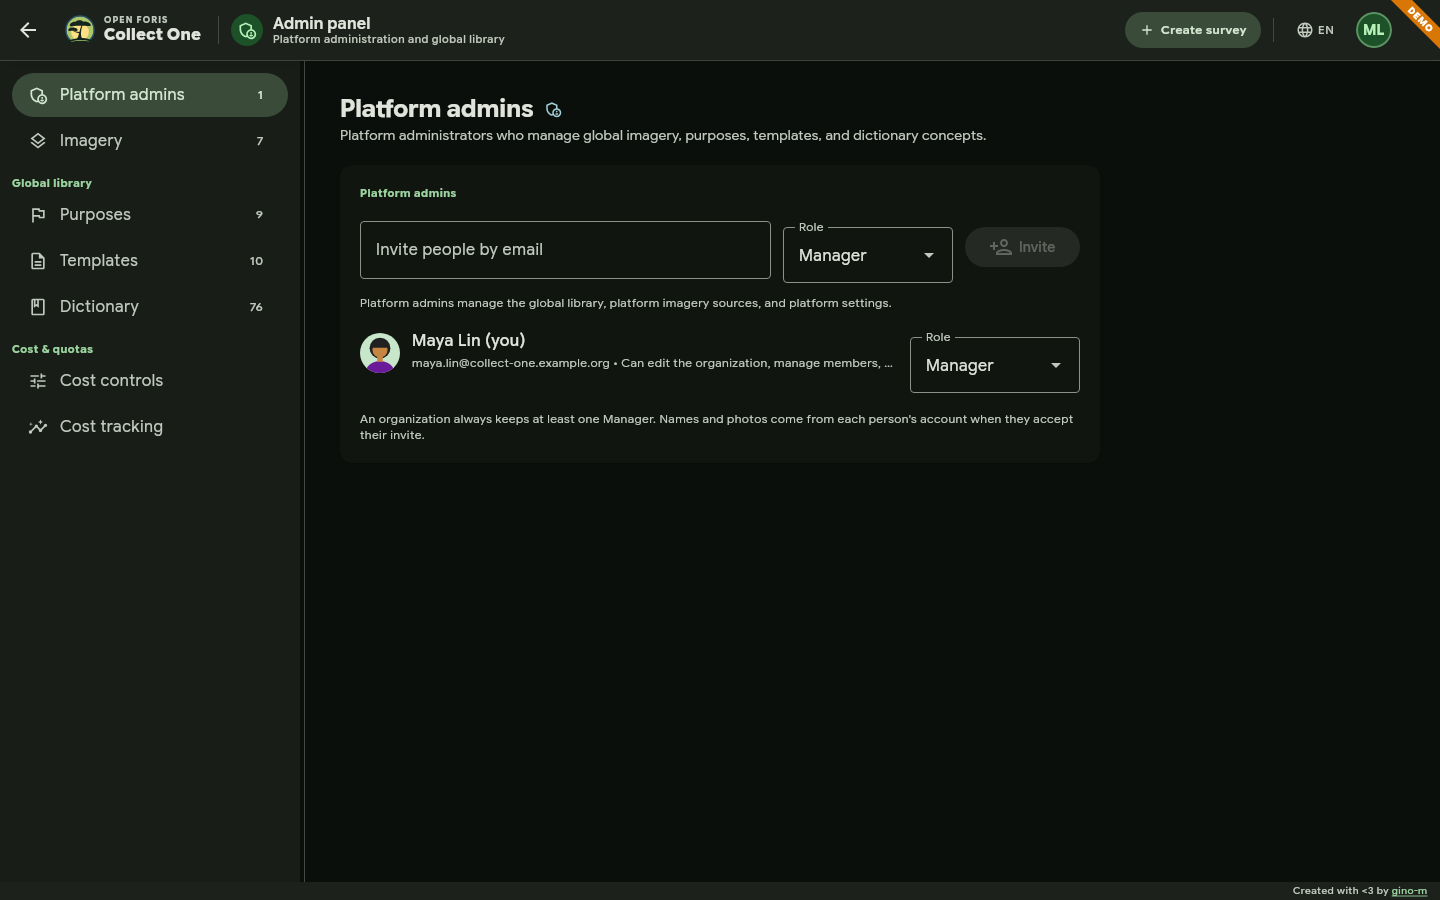 OPEN FORIS
Collect One
Admin panel
Platform administration and global library
Create survey
EN
ML
DEMO
Platform admins 1
Imagery 7
Global library
Purposes 9
Templates 10
Dictionary 76
Cost & quotas
Cost controls
Cost tracking
Platform admins
Platform administrators who manage global imagery, purposes, templates, and dictionary concepts.
Platform admins
Invite people by email
Role
Manager
Invite
Platform admins manage the global library, platform imagery sources, and platform settings.
Maya Lin (you)
maya.lin@collect-one.example.org • Can edit the organization, manage members, ...
Role
Manager
An organization always keeps at least one Manager. Names and photos come from each person's account when they accept
their invite.
Created with <3 by gino-m